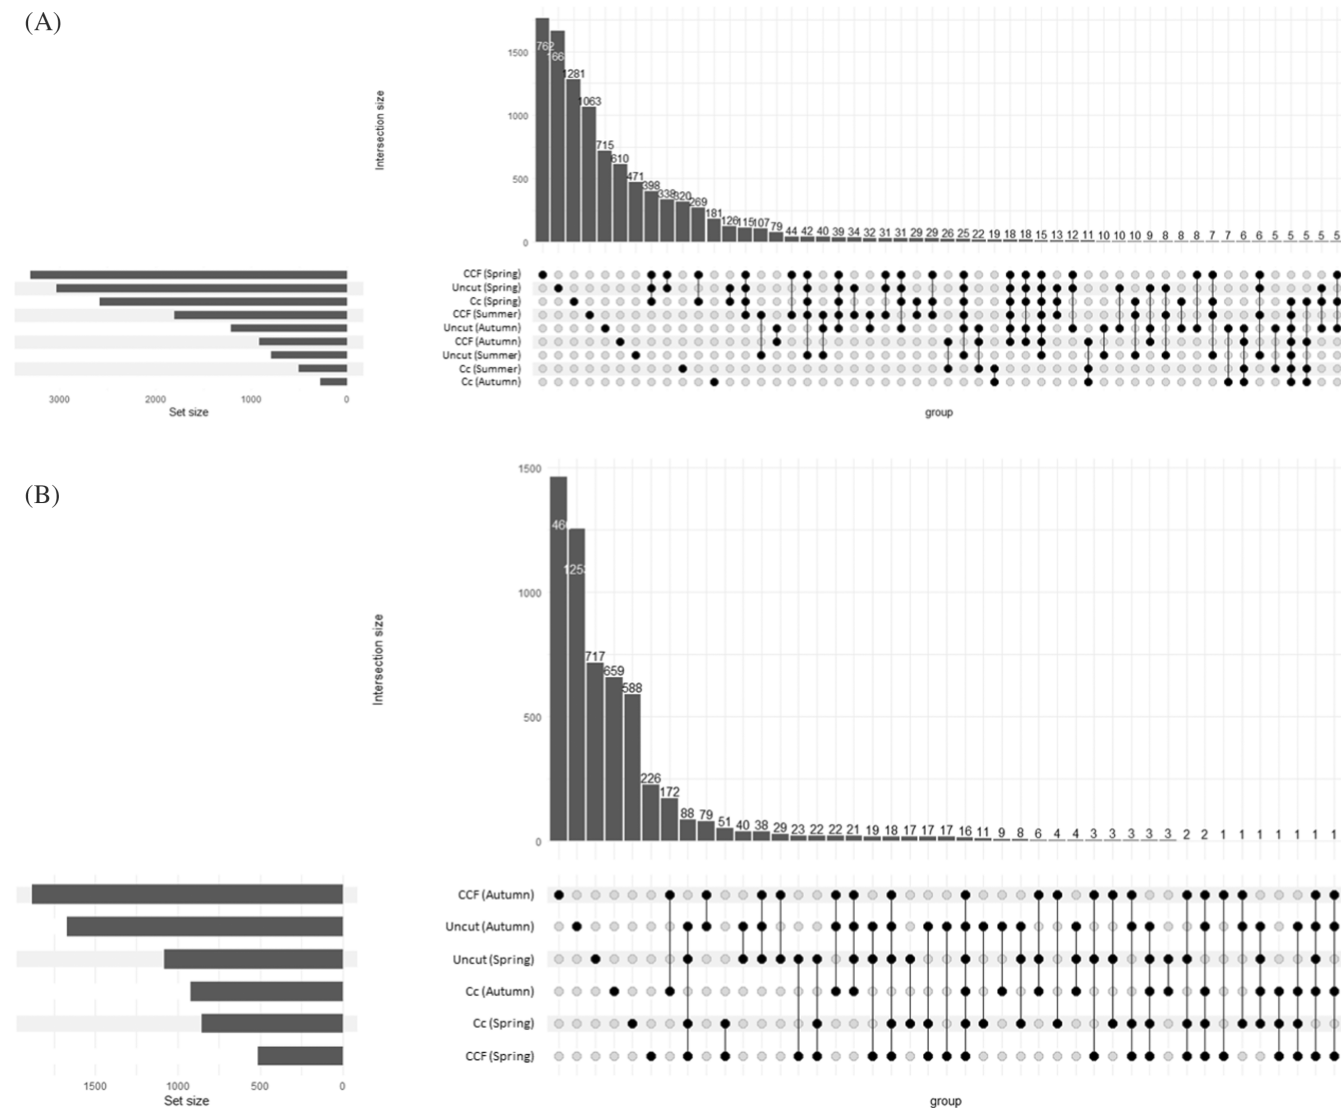 (A)
Intersection size
1500
1000
500
0
762 66 1281 1063 715 610 471 398 338 320 269 181 126 115 107 79 44 42 40 39 34 32 31 31 29 29 26 25 22 19 18 18 15 13 12 11 10 10 10 9 8 8 8 7 7 6 6 5 5 5 5 5
CCF (Spring)
Uncut (Spring)
Cc (Spring)
CCF (Summer)
Uncut (Autumn)
CCF (Autumn)
Uncut (Summer)
Cc (Summer)
Cc (Autumn)
3000 2000 1000 0
Set size
group
(B)
Intersection size
1500
1000
500
0
460 1253 717 659 588 226 172 88 79 51 40 38 29 23 22 22 21 19 18 17 17 17 16 11 9 8 6 4 4 3 3 3 3 3 2 2 1 1 1 1 1 1 1
CCF (Autumn)
Uncut (Autumn)
Uncut (Spring)
Cc (Autumn)
Cc (Spring)
CCF (Spring)
1500 1000 500 0
Set size
group